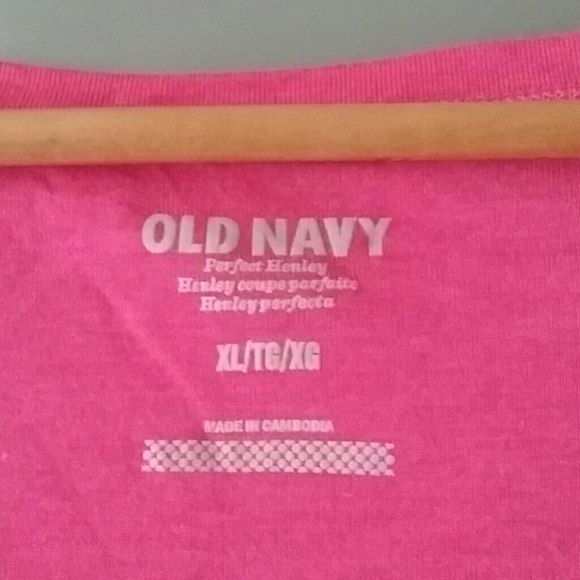 OLD NAVY
Perfect Henley
Henley coupe parfaite
Henley perfecta
XL/TG/XG
MADE IN CAMBODIA